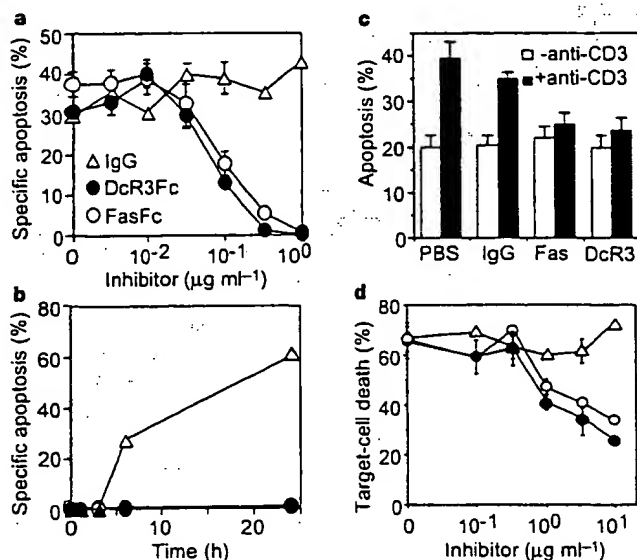 a
Specific apoptosis (%)
50
40
30
20
10
0
IgG
DcR3Fc
FasFc
0 10-2 10-1 100
Inhibitor (µg ml–1)
c
Apoptosis (%)
40
30
20
10
0
-anti-CD3
+anti-CD3
PBS IgG Fas DcR3
b
Specific apoptosis (%)
80
60
40
20
0
0 10 20
Time (h)
d
Target-cell death (%)
80
60
40
20
0
0 10-1 100 101
Inhibitor (µg ml–1)